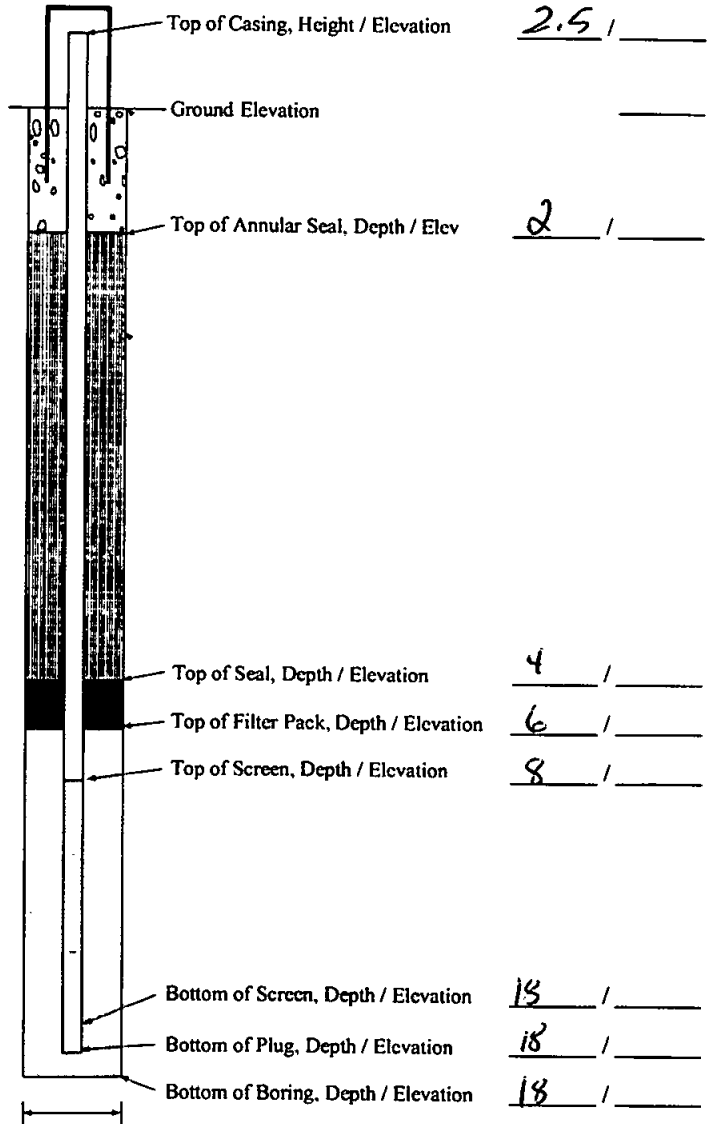 Top of Casing, Height / Elevation 2.5 /
Ground Elevation
Top of Annular Seal, Depth / Elev 2 /
Top of Seal, Depth / Elevation 4 /
Top of Filter Pack, Depth / Elevation 6 /
Top of Screen, Depth / Elevation 8 /
Bottom of Screen, Depth / Elevation 18 /
Bottom of Plug, Depth / Elevation 18 /
Bottom of Boring, Depth / Elevation 18 /